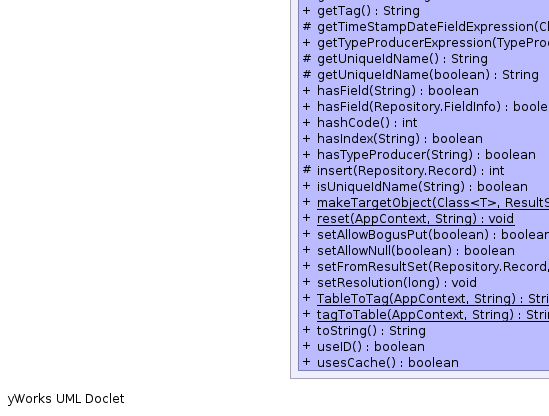 + getTag() : String
# getTimeStampDateFieldExpression(Cl
+ getTypeProducerExpression(TypeProd
# getUniqueIdName() : String
# getUniqueIdName(boolean) : String
+ hasField(String) : boolean
+ hasField(Repository.FieldInfo) : boole
+ hashCode() : int
+ hasIndex(String) : boolean
+ hasTypeProducer(String) : boolean
# insert(Repository.Record) : int
+ isUniqueIdName(String) : boolean
+ makeTargetObject(Class<T>, ResultS
+ reset(AppContext, String) : void
+ setAllowBogusPut(boolean) : boolean
+ setAllowNull(boolean) : boolean
+ setFromResultSet(Repository.Record,
+ setResolution(long) : void
+ TableToTag(AppContext, String) : Stri
+ tagToTable(AppContext, String) : Strin
+ toString() : String
+ useID() : boolean
+ usesCache() : boolean
yWorks UML Doclet